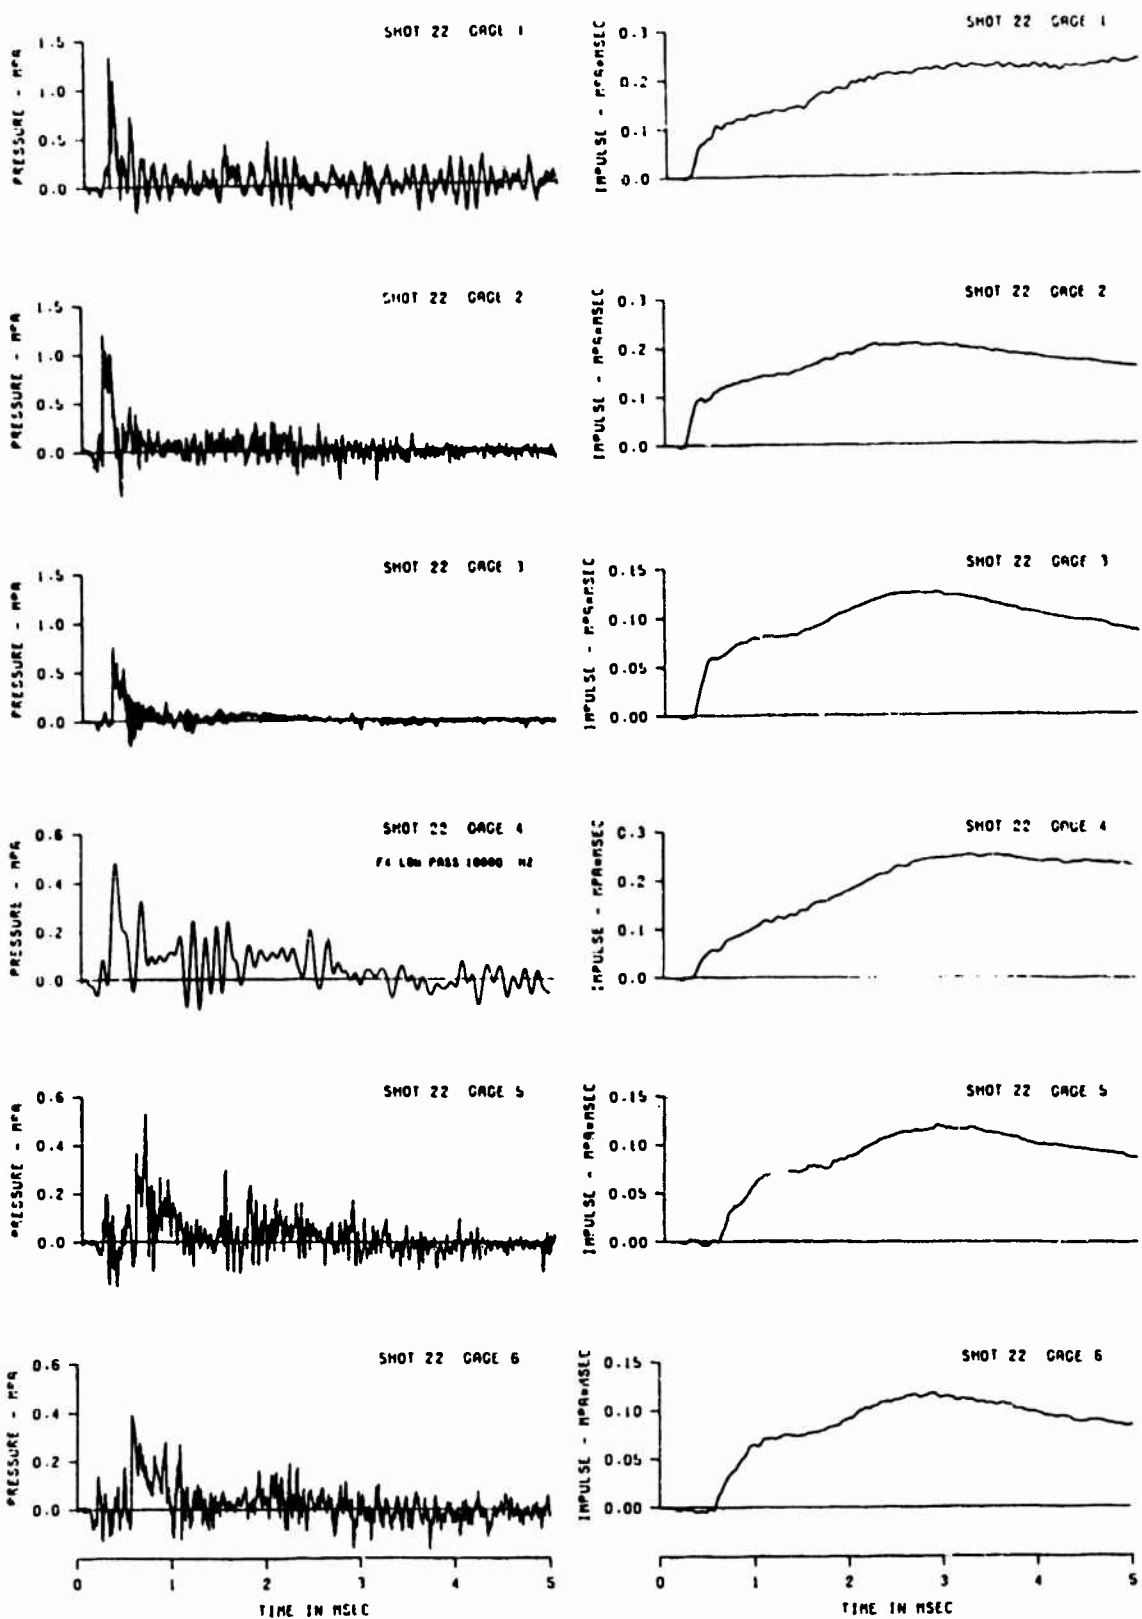 SHOT 22 GAGE 1
PRESSURE - MPA
1.5
1.0
0.5
0.0
SHOT 22 GAGE 1
IMPULSE - MPA*MSEC
0.3
0.2
0.1
0.0
SHOT 22 GAGE 2
PRESSURE - MPA
1.5
1.0
0.5
0.0
SHOT 22 GAGE 2
IMPULSE - MPA*MSEC
0.3
0.2
0.1
0.0
SHOT 22 GAGE 3
PRESSURE - MPA
1.5
1.0
0.5
0.0
SHOT 22 GAGE 3
IMPULSE - MPA*MSEC
0.15
0.10
0.05
0.00
SHOT 22 GAGE 4
F4 LOW PASS 10000 HZ
PRESSURE - MPA
0.6
0.4
0.2
0.0
SHOT 22 GAGE 4
IMPULSE - MPA*MSEC
0.3
0.2
0.1
0.0
SHOT 22 GAGE 5
PRESSURE - MPA
0.6
0.4
0.2
0.0
SHOT 22 GAGE 5
IMPULSE - MPA*MSEC
0.15
0.10
0.05
0.00
SHOT 22 GAGE 6
PRESSURE - MPA
0.6
0.4
0.2
0.0
0 1 2 3 4 5
TIME IN MSEC
SHOT 22 GAGE 6
IMPULSE - MPA*MSEC
0.15
0.10
0.05
0.00
0 1 2 3 4 5
TIME IN MSEC